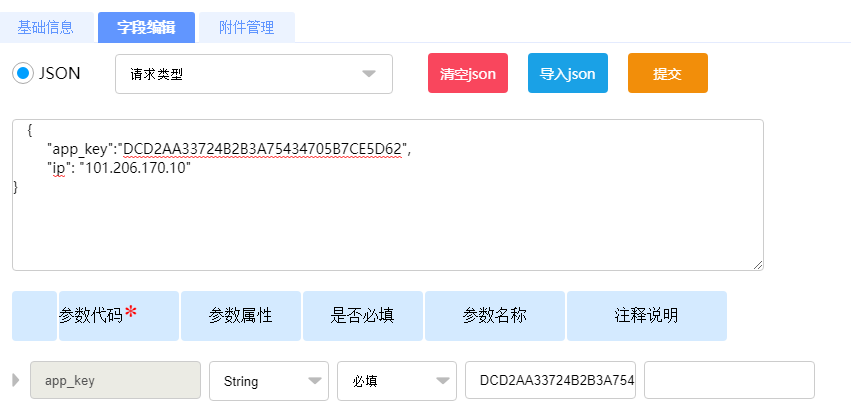 基础信息 字段编辑 附件管理
JSON 请求类型 清空json 导入json 提交
{
"app_key":"DCD2AA33724B2B3A75434705B7CE5D62",
"ip": "101.206.170.10"
}
参数代码* 参数属性 是否必填 参数名称 注释说明
app_key String 必填 DCD2AA33724B2B3A754